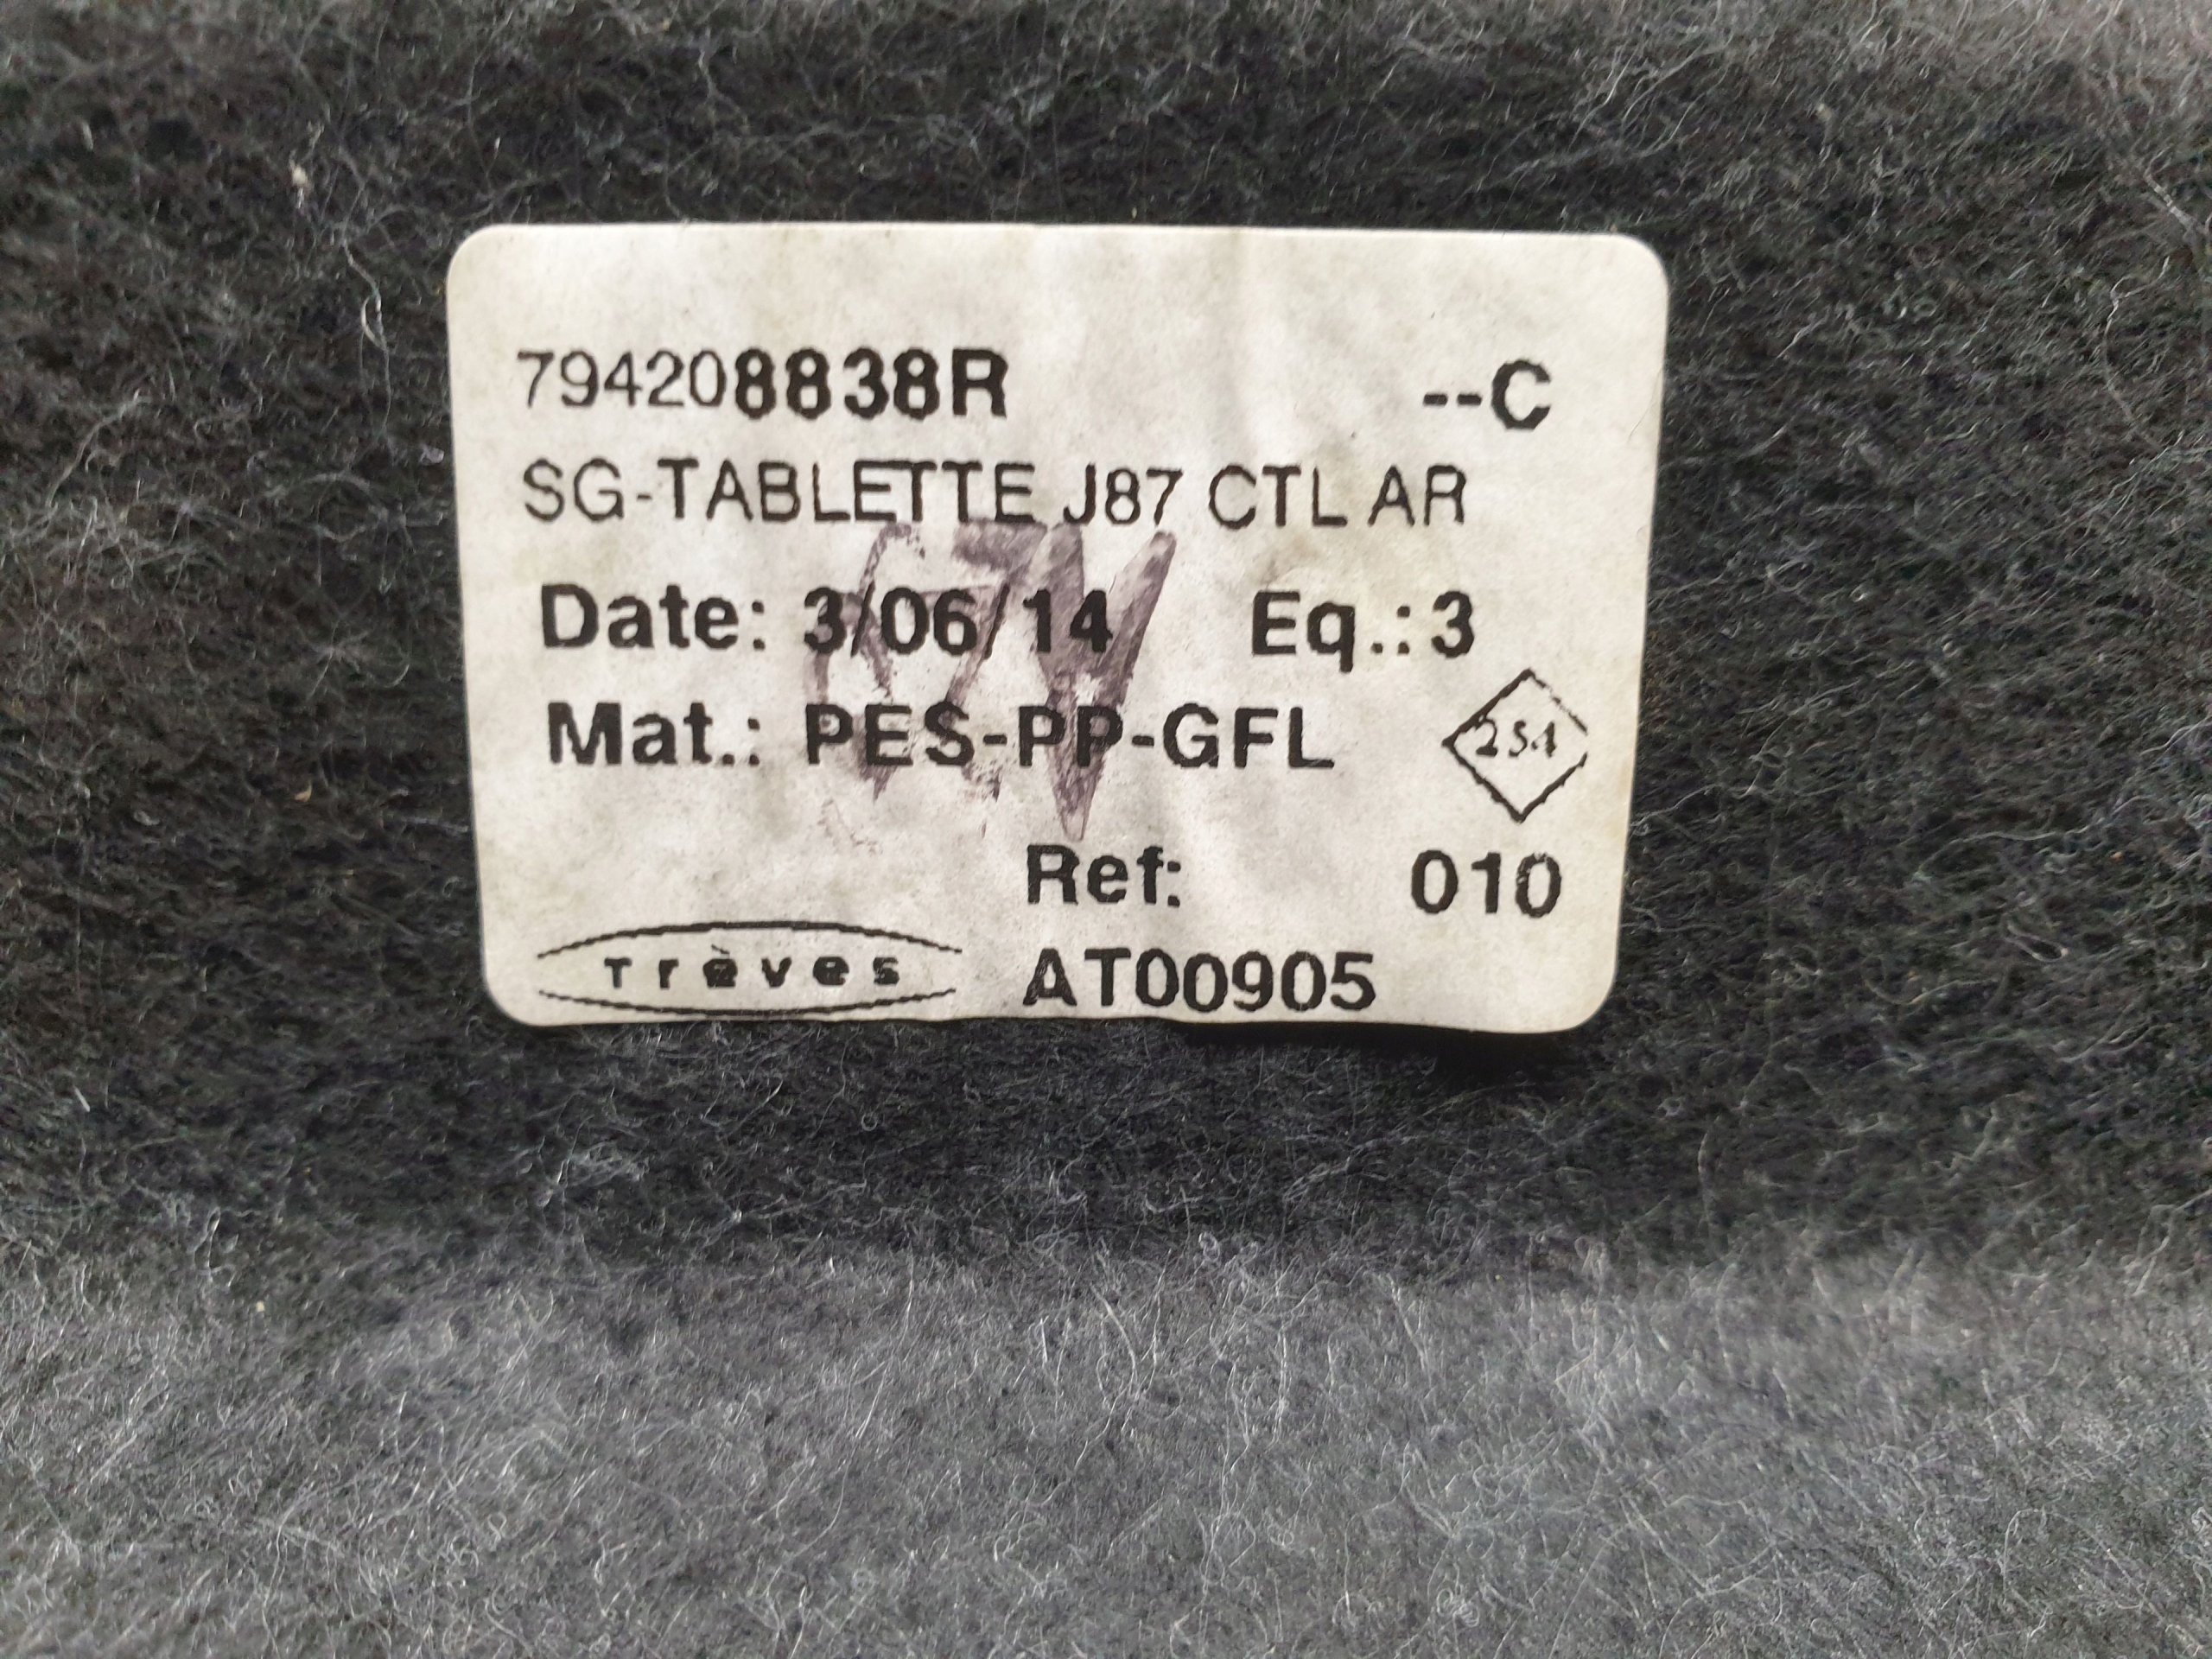 794208838R --C
SG-TABLETTE J87 CTL AR
Date: 3/06/14 Eq.: 3
Mat.: PES-PP-GFL
254
Ref: 010
Trèves AT00905